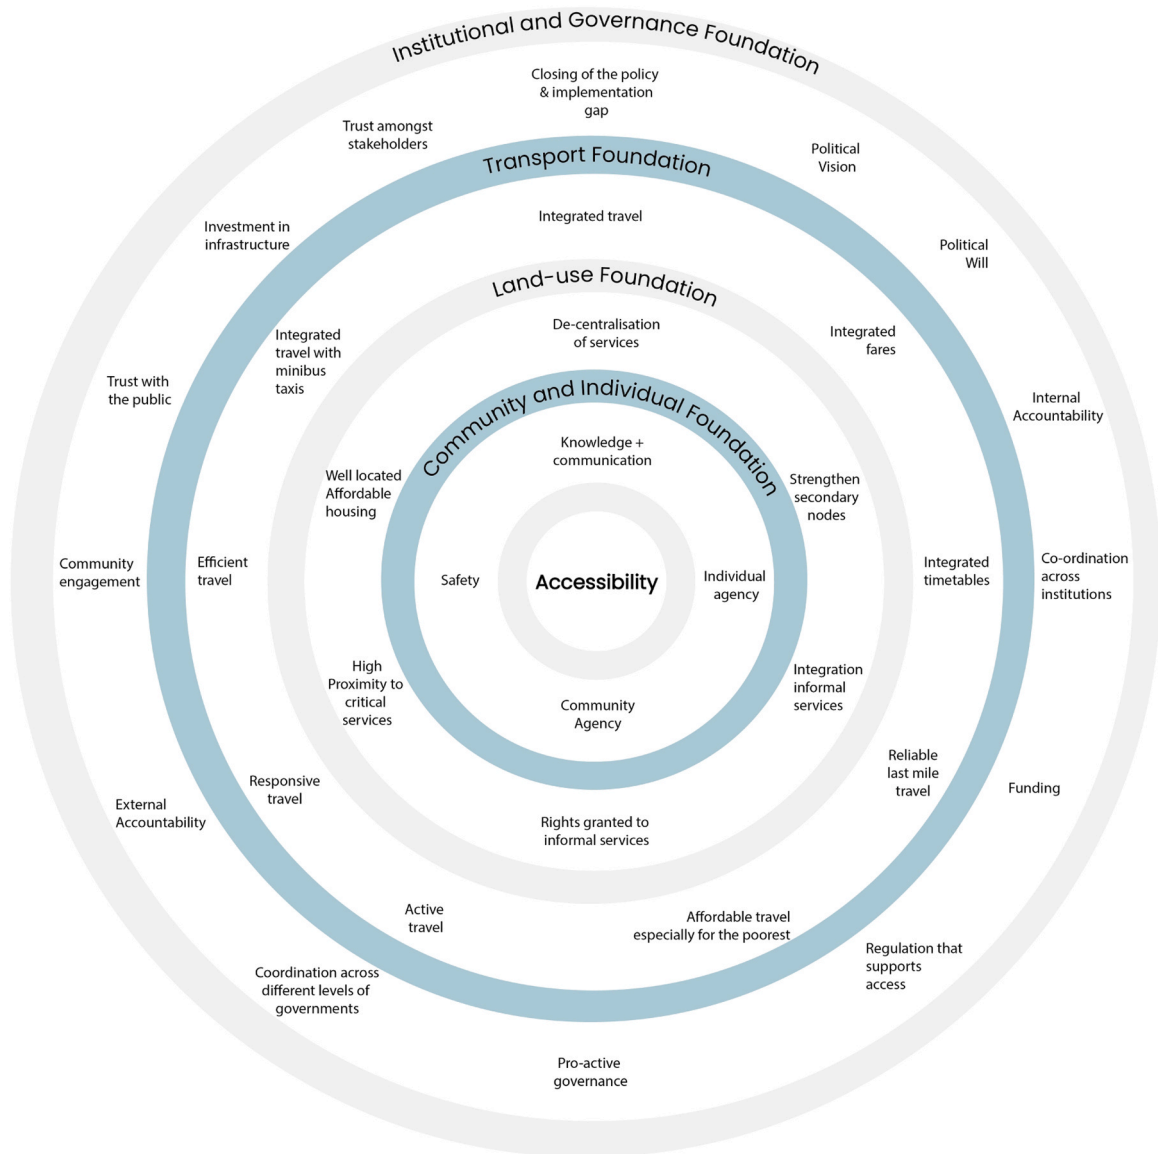 Institutional and Governance Foundation
Closing of the policy
& implementation
gap
Trust amongst
stakeholders
Political
Vision
Transport Foundation
Investment in
infrastructure
Integrated travel
Political
Will
Land-use Foundation
Integrated
travel with
minibus
taxis
De-centralisation
of services
Integrated
fares
Trust with
the public
Community and Individual Foundation
Internal
Accountability
Knowledge +
communication
Well located
Affordable
housing
Strengthen
secondary
nodes
Community
engagement
Efficient
travel
Safety
Accessibility
Individual
agency
Integrated
timetables
Co-ordination
across
institutions
High
Proximity to
critical
services
Integration
informal
services
Community
Agency
Responsive
travel
Reliable
last mile
travel
Funding
External
Accountability
Rights granted to
informal services
Active
travel
Affordable travel
especially for the poorest
Regulation that
supports
access
Coordination across
different levels of
governments
Pro-active
governance